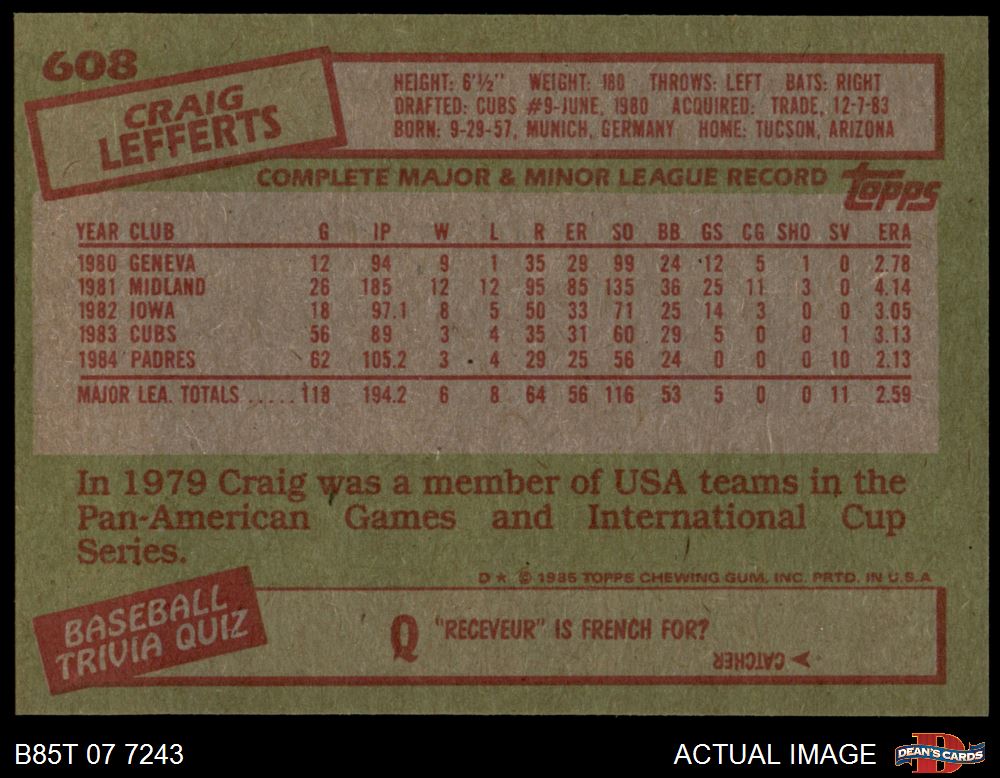 608
CRAIG
LEFFERTS
HEIGHT: 6'½" WEIGHT: 180 THROWS: LEFT BATS: RIGHT
DRAFTED: CUBS #9-JUNE, 1980 ACQUIRED: TRADE, 12-7-83
BORN: 9-29-57, MUNICH, GERMANY HOME: TUCSON, ARIZONA
COMPLETE MAJOR & MINOR LEAGUE RECORD topps
YEAR CLUB G IP W L R ER SO BB GS CG SHO SV ERA
1980 GENEVA 12 94 9 1 35 29 99 24 12 5 1 0 2.78
1981 MIDLAND 26 185 12 12 95 85 135 36 25 11 3 0 4.14
1982 IOWA 18 97.1 8 5 50 33 71 25 14 3 0 0 3.05
1983 CUBS 56 89 3 4 35 31 60 29 5 0 0 1 3.13
1984 PADRES 62 105.2 3 4 29 25 56 24 0 0 0 10 2.13
MAJOR LEA. TOTALS ..... 118 194.2 6 8 64 56 116 53 5 0 0 11 2.59
In 1979 Craig was a member of USA teams in the
Pan-American Games and International Cup
Series.
D ★ © 1985 TOPPS CHEWING GUM, INC. PRTD. IN U.S.A
BASEBALL
TRIVIA QUIZ
Q "RECEVEUR" IS FRENCH FOR?
CATCHER
B85T 07 7243
ACTUAL IMAGE
DEAN'S CARDS